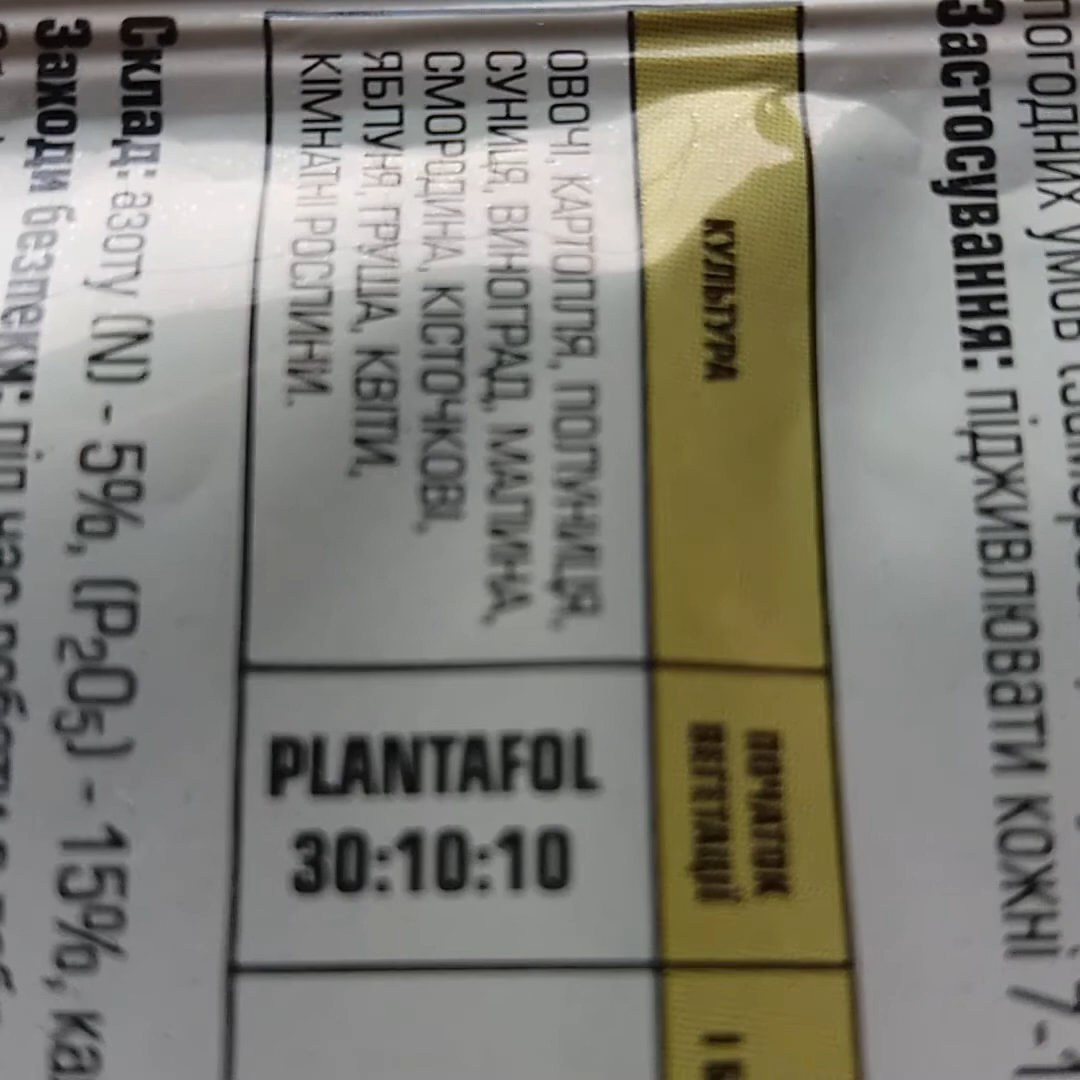 погодних умов
Застосування: підживлювати кожні 7-1
КУЛЬТУРА
ПОЧАТОК
ВЕГЕТАЦІЇ
І
ОВОЧІ, КАРТОПЛЯ, ПОЛУНИЦЯ,
СУНИЦЯ, ВИНОГРАД, МАЛИНА,
СМОРОДИНА, КІСТОЧКОВІ,
ЯБЛУНЯ, ГРУША, КВІТИ,
КІМНАТНІ РОСЛИНИ.
PLANTAFOL
30:10:10
Склад: азоту (N) - 5%, (P₂O₅) - 15%, ка
Заходи безпеки: під час роботи